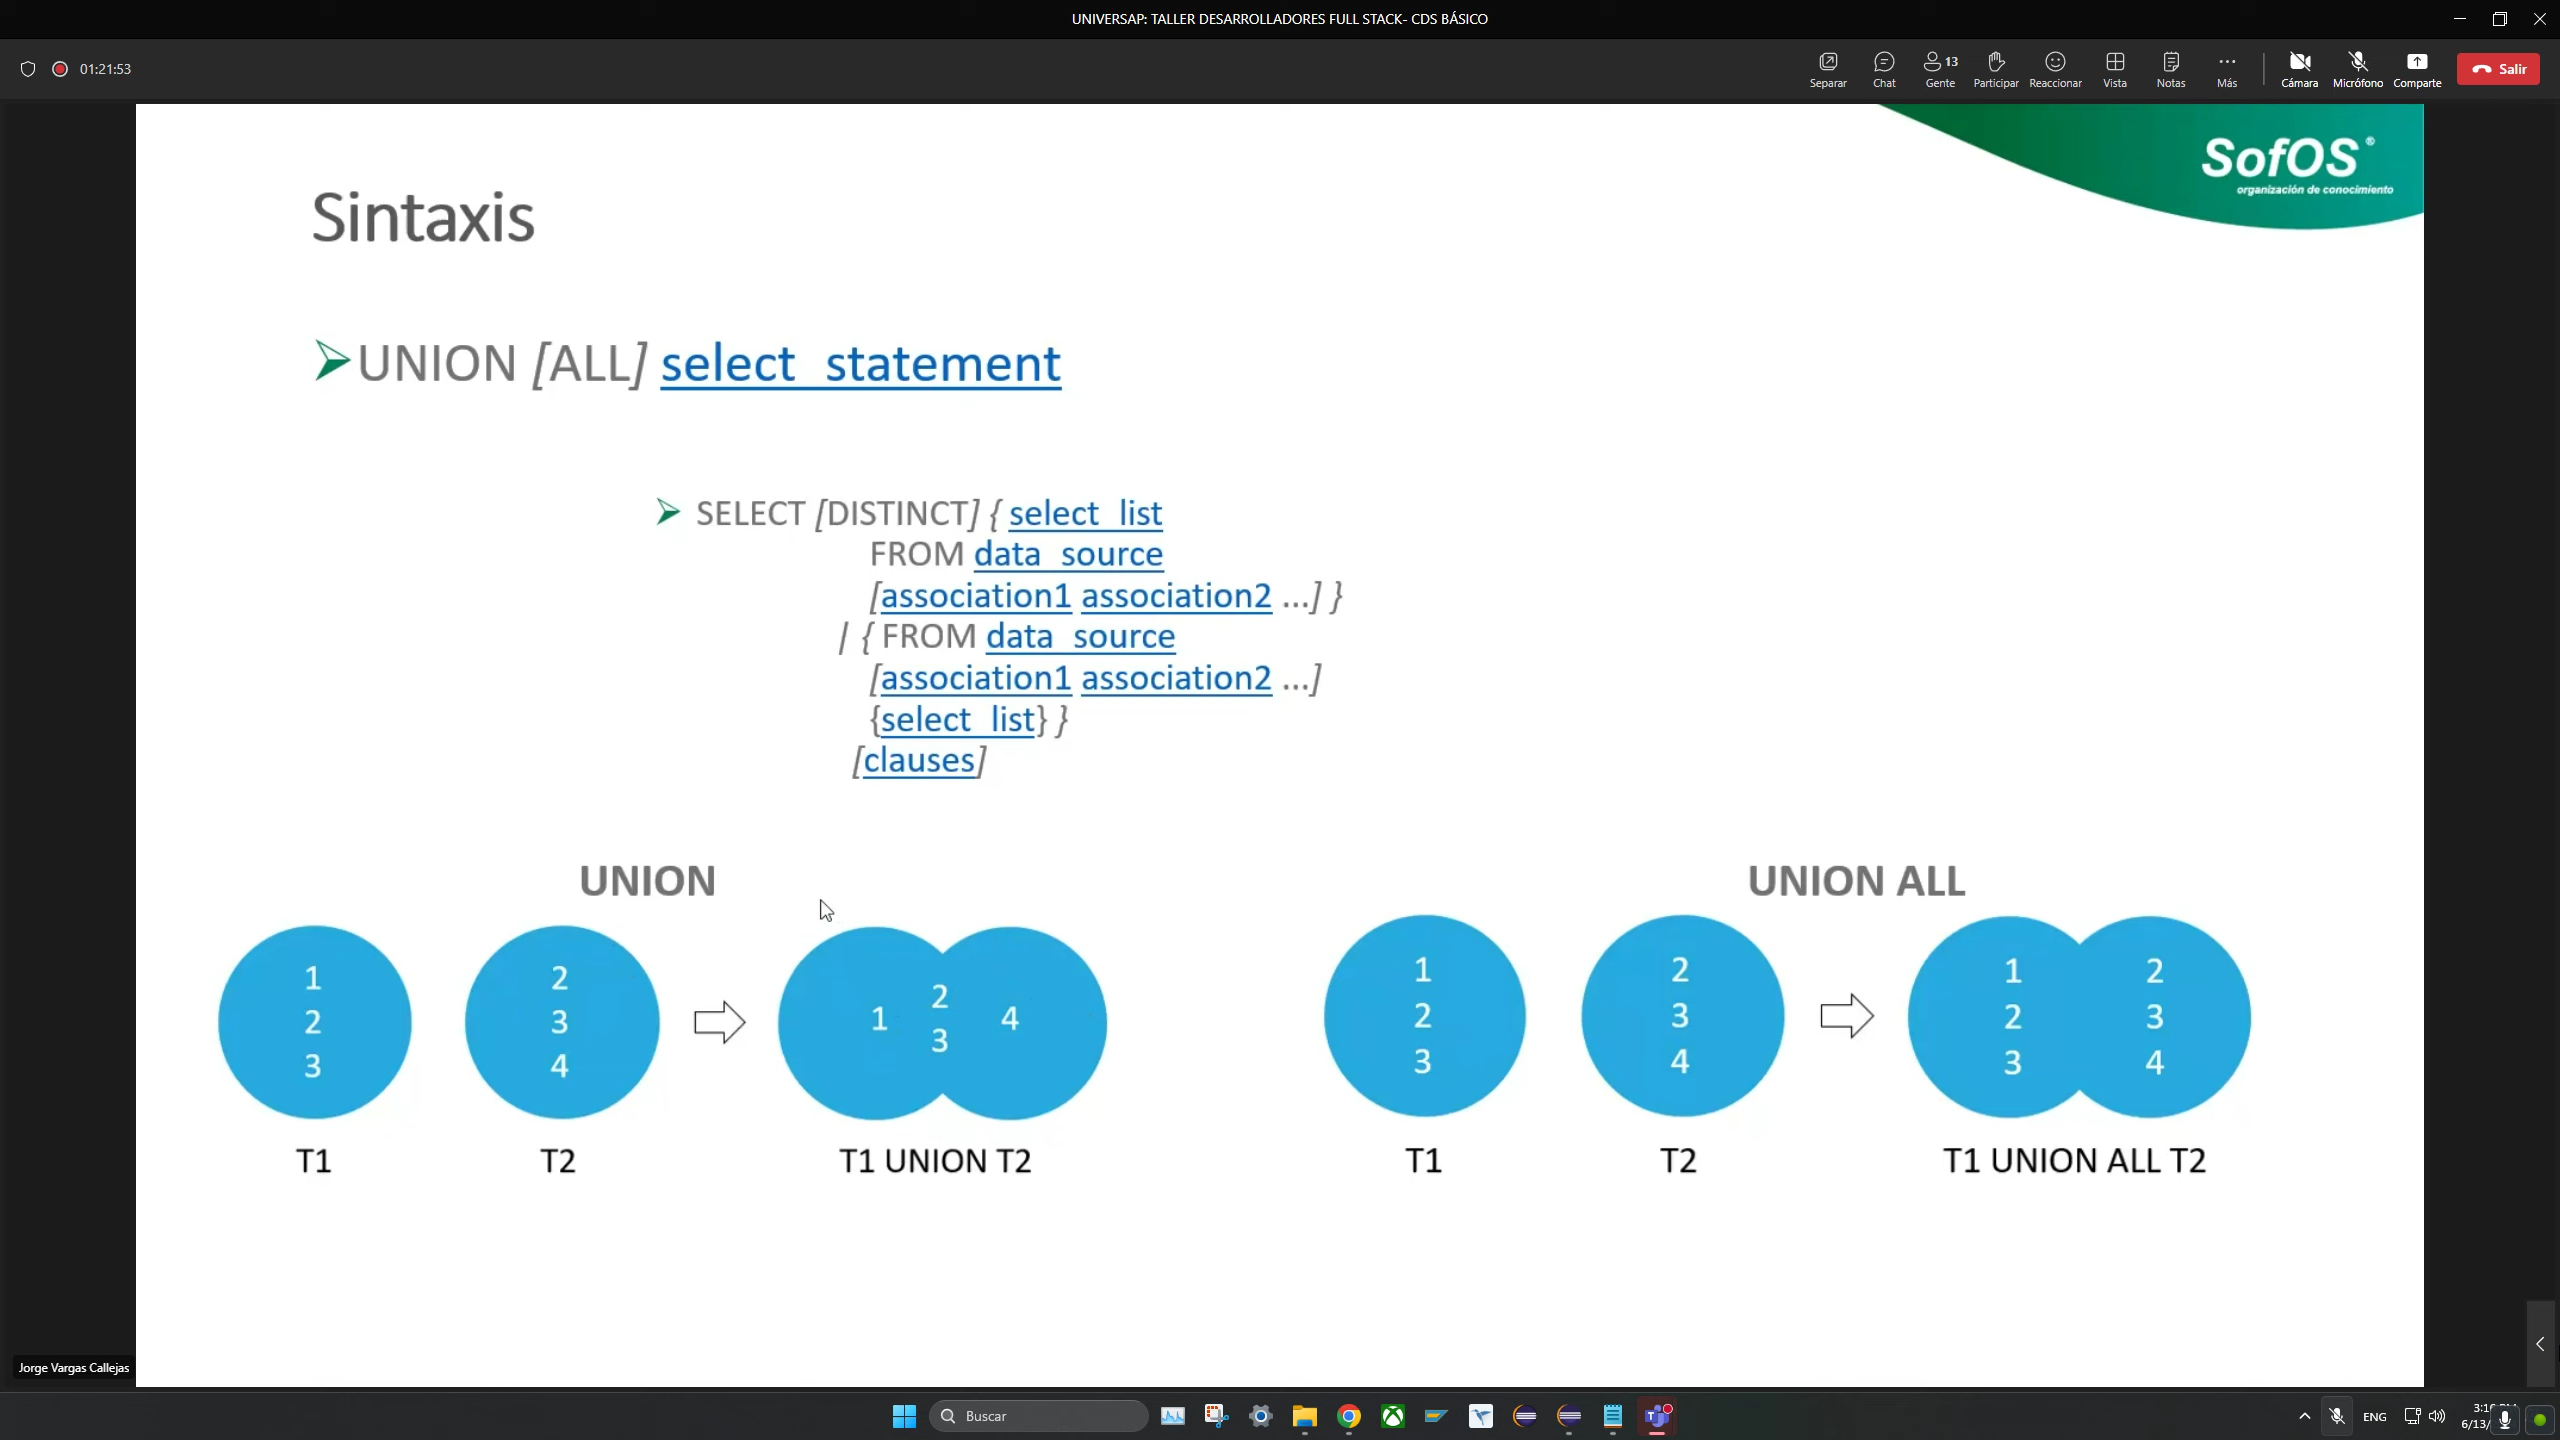 UNIVERSAP: TALLER DESARROLLADORES FULL STACK- CDS BÁSICO
01:21:53
Separar
Chat
13
Gente
Participar
Reaccionar
Vista
Notas
Más
Cámara
Micrófono
Comparte
Salir
SofOS®
organización de conocimiento
Sintaxis
UNION [ALL] select_statement
SELECT [DISTINCT] { select_list
FROM data_source
[association1 association2 ...] }
| { FROM data_source
[association1 association2 ...]
{select_list} }
[clauses]
UNION
1
2
3
T1
2
3
4
T2
1
2
3
4
T1 UNION T2
UNION ALL
1
2
3
T1
2
3
4
T2
1
2
3
2
3
4
T1 UNION ALL T2
Jorge Vargas Callejas
Buscar
ENG
6/13/